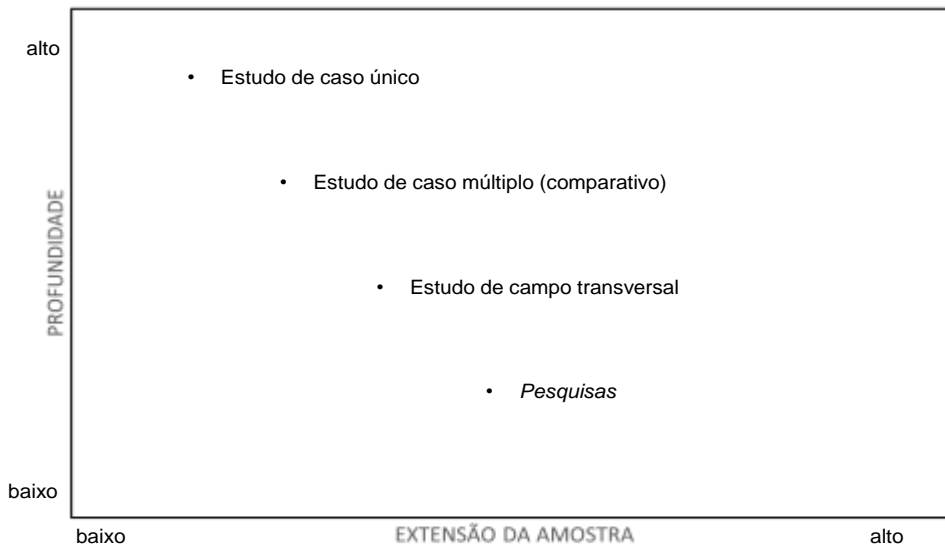 alto
• Estudo de caso único
• Estudo de caso múltiplo (comparativo)
PROFUNDIDADE
• Estudo de campo transversal
• Pesquisas
baixo
baixo
EXTENSÃO DA AMOSTRA
alto